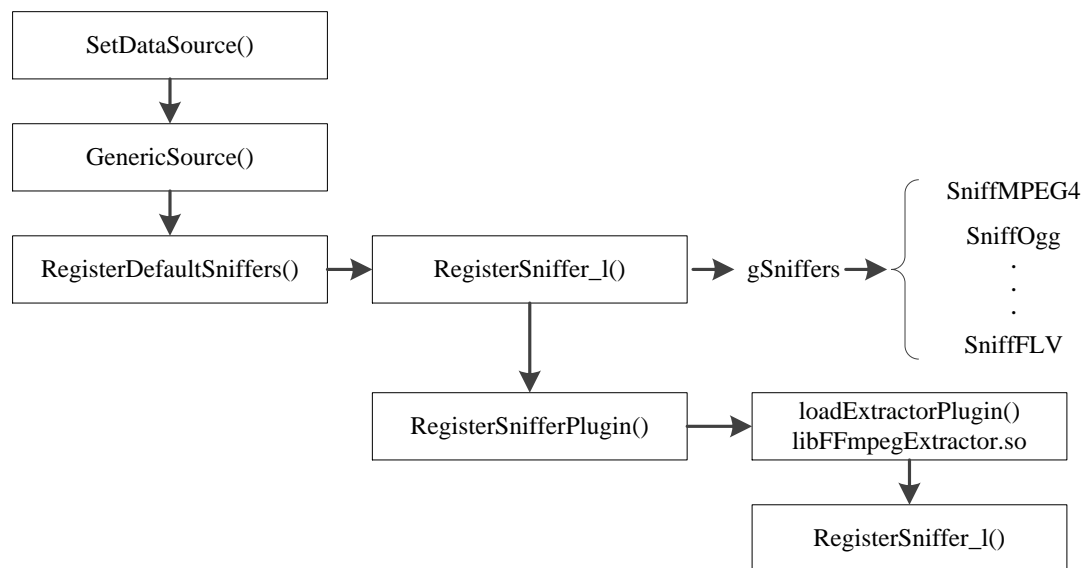 SetDataSource()
GenericSource()
RegisterDefaultSniffers()
RegisterSniffer_l()
gSniffers
SniffMPEG4
SniffOgg
.
.
.
SniffFLV
RegisterSnifferPlugin()
loadExtractorPlugin()
libFFmpegExtractor.so
RegisterSniffer_l()